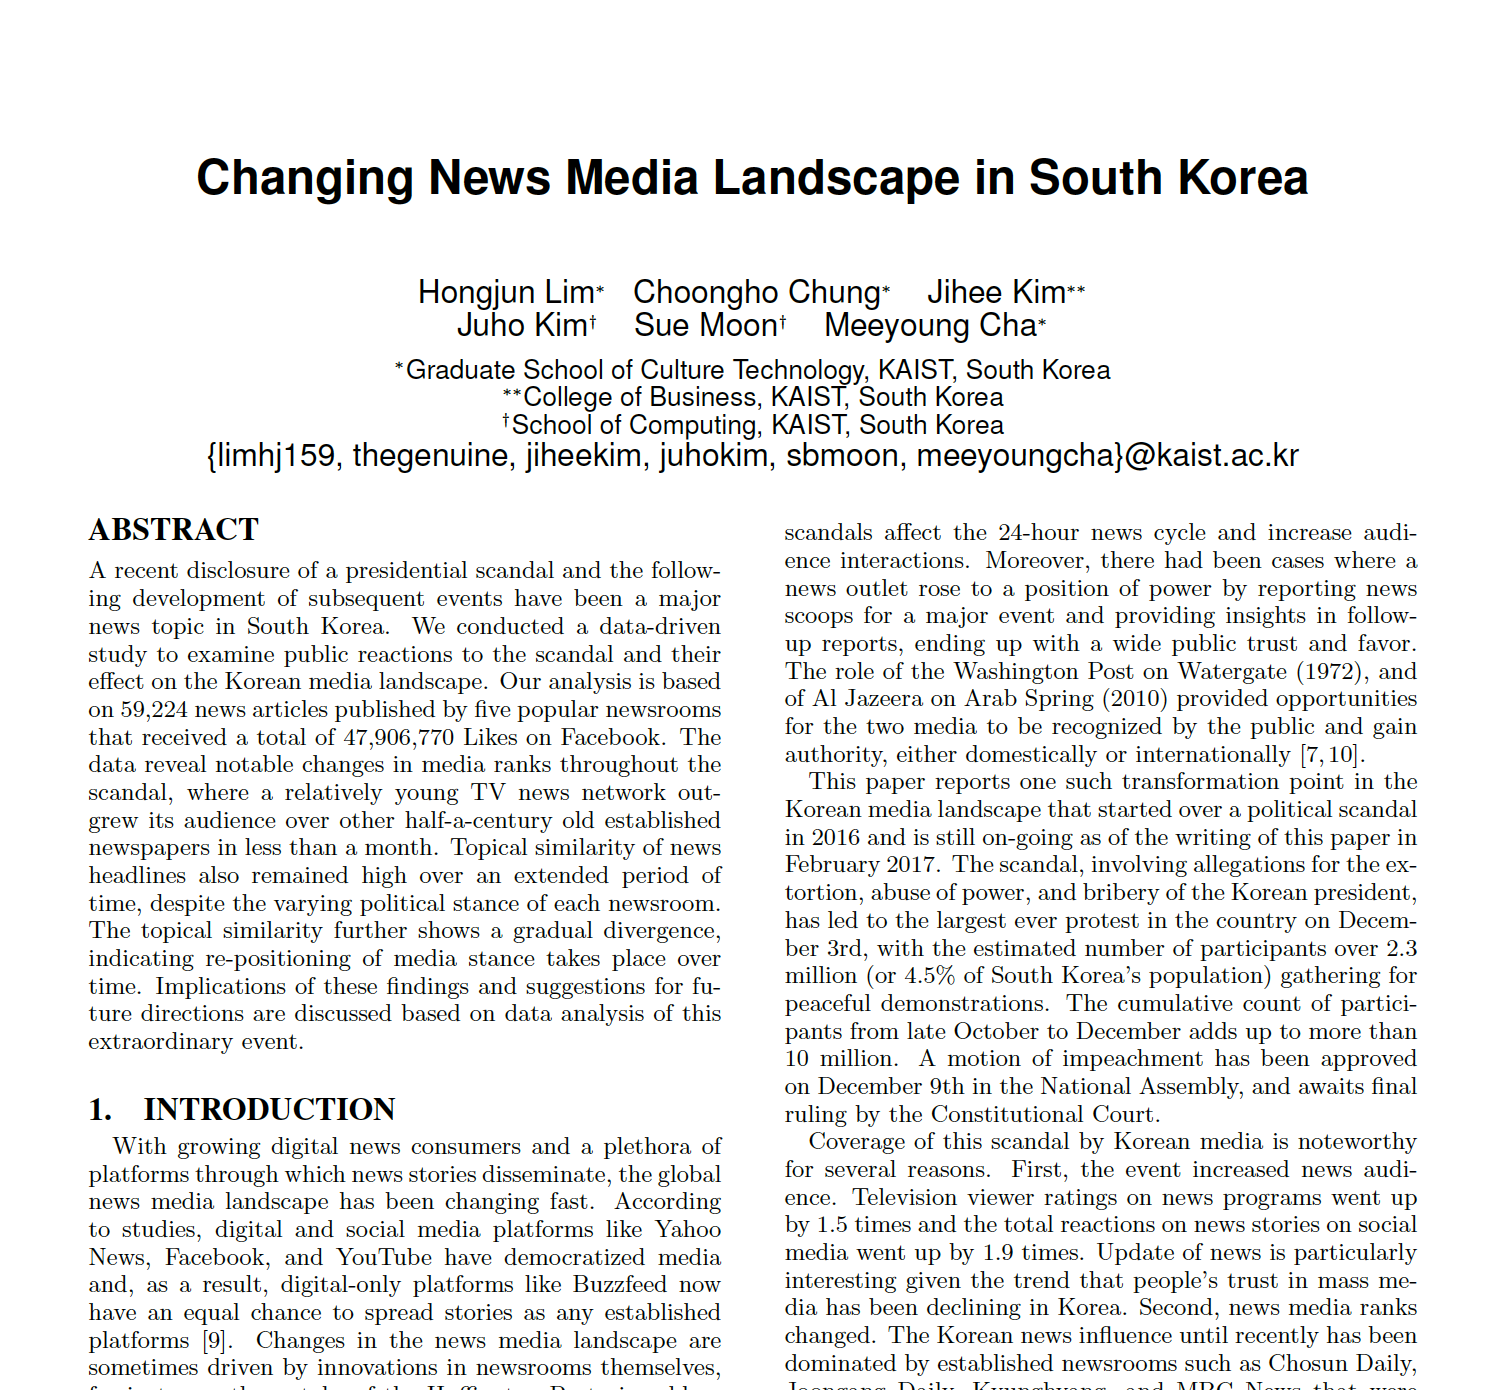 Changing News Media Landscape in South Korea
Hongjun Lim* Choongho Chung* Jihee Kim**
Juho Kim† Sue Moon† Meeyoung Cha*
*Graduate School of Culture Technology, KAIST, South Korea
**College of Business, KAIST, South Korea
†School of Computing, KAIST, South Korea
{limhj159, thegenuine, jiheekim, juhokim, sbmoon, meeyoungcha}@kaist.ac.kr
ABSTRACT
A recent disclosure of a presidential scandal and the follow-
ing development of subsequent events have been a major
news topic in South Korea. We conducted a data-driven
study to examine public reactions to the scandal and their
effect on the Korean media landscape. Our analysis is based
on 59,224 news articles published by five popular newsrooms
that received a total of 47,906,770 Likes on Facebook. The
data reveal notable changes in media ranks throughout the
scandal, where a relatively young TV news network out-
grew its audience over other half-a-century old established
newspapers in less than a month. Topical similarity of news
headlines also remained high over an extended period of
time, despite the varying political stance of each newsroom.
The topical similarity further shows a gradual divergence,
indicating re-positioning of media stance takes place over
time. Implications of these findings and suggestions for fu-
ture directions are discussed based on data analysis of this
extraordinary event.
1. INTRODUCTION
With growing digital news consumers and a plethora of
platforms through which news stories disseminate, the global
news media landscape has been changing fast. According
to studies, digital and social media platforms like Yahoo
News, Facebook, and YouTube have democratized media
and, as a result, digital-only platforms like Buzzfeed now
have an equal chance to spread stories as any established
platforms [9]. Changes in the news media landscape are
sometimes driven by innovations in newsrooms themselves,
scandals affect the 24-hour news cycle and increase audi-
ence interactions. Moreover, there had been cases where a
news outlet rose to a position of power by reporting news
scoops for a major event and providing insights in follow-
up reports, ending up with a wide public trust and favor.
The role of the Washington Post on Watergate (1972), and
of Al Jazeera on Arab Spring (2010) provided opportunities
for the two media to be recognized by the public and gain
authority, either domestically or internationally [7, 10].
This paper reports one such transformation point in the
Korean media landscape that started over a political scandal
in 2016 and is still on-going as of the writing of this paper in
February 2017. The scandal, involving allegations for the ex-
tortion, abuse of power, and bribery of the Korean president,
has led to the largest ever protest in the country on Decem-
ber 3rd, with the estimated number of participants over 2.3
million (or 4.5% of South Korea's population) gathering for
peaceful demonstrations. The cumulative count of partici-
pants from late October to December adds up to more than
10 million. A motion of impeachment has been approved
on December 9th in the National Assembly, and awaits final
ruling by the Constitutional Court.
Coverage of this scandal by Korean media is noteworthy
for several reasons. First, the event increased news audi-
ence. Television viewer ratings on news programs went up
by 1.5 times and the total reactions on news stories on social
media went up by 1.9 times. Update of news is particularly
interesting given the trend that people's trust in mass me-
dia has been declining in Korea. Second, news media ranks
changed. The Korean news influence until recently has been
dominated by established newsrooms such as Chosun Daily,